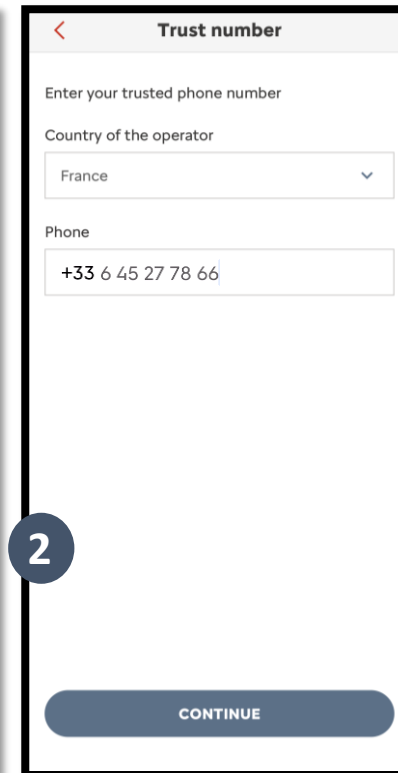 Trust number
Enter your trusted phone number
Country of the operator
France
Phone
+33 6 45 27 78 66
2
CONTINUE